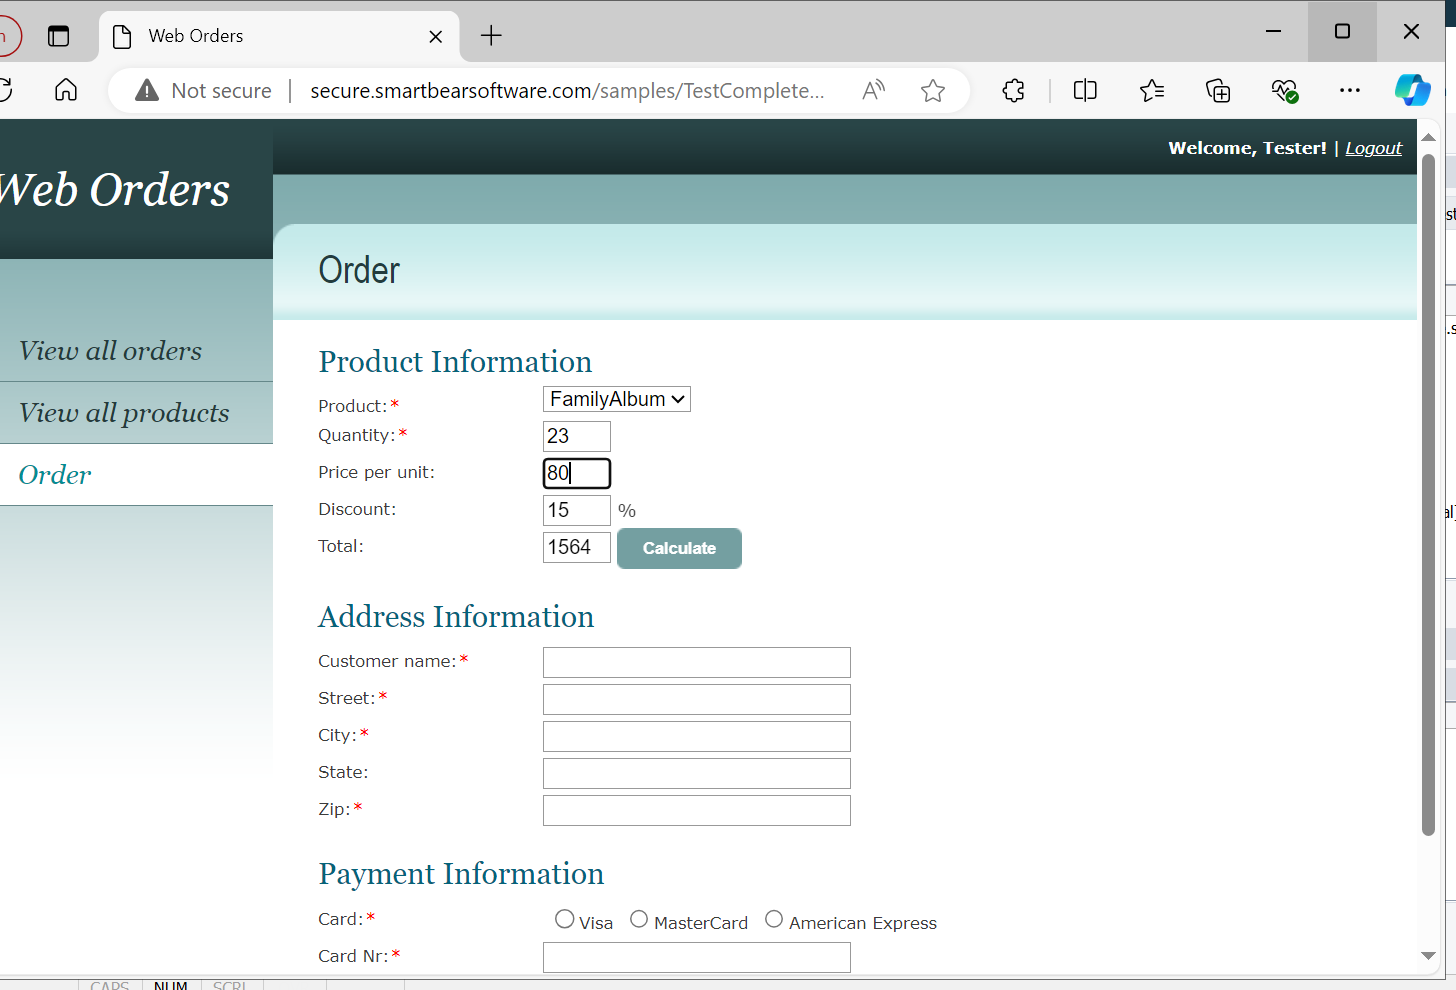 Web Orders
Not secure
secure.smartbearsoftware.com/samples/TestComplete...
Welcome, Tester! | Logout
Web Orders
Order
View all orders
View all products
Order
Product Information
Product:*
FamilyAlbum
Quantity:*
23
Price per unit:
80
Discount:
15
%
Total:
1564
Calculate
Address Information
Customer name:*
Street:*
City:*
State:
Zip:*
Payment Information
Card:*
Visa
MasterCard
American Express
Card Nr:*
CAPS
NUM
SCRL